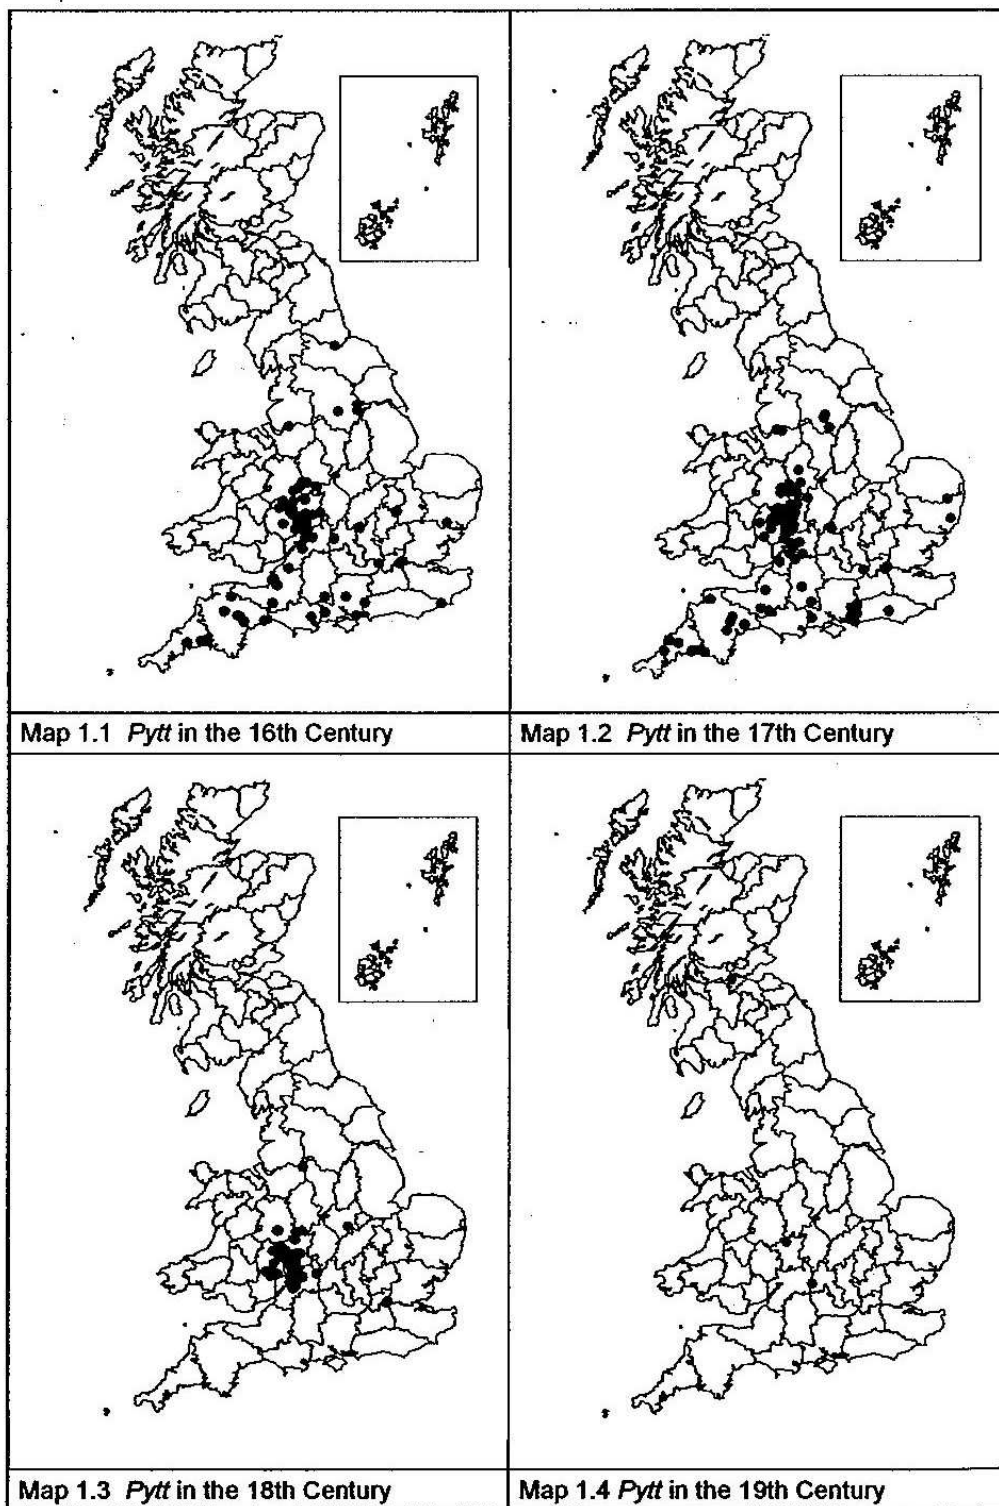 Map 1.1 Pytt in the 16th Century
Map 1.2 Pytt in the 17th Century
Map 1.3 Pytt in the 18th Century
Map 1.4 Pytt in the 19th Century